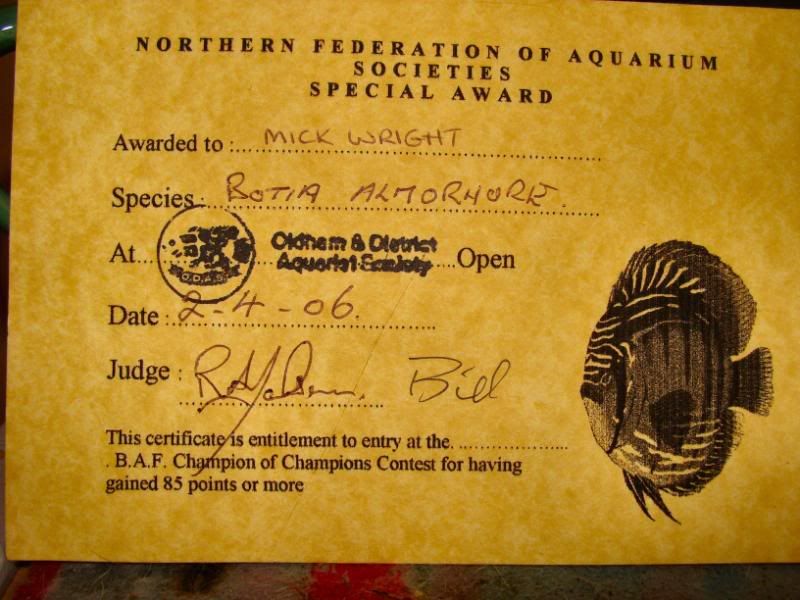 NORTHERN FEDERATION OF AQUARIUM
SOCIETIES
SPECIAL AWARD
Awarded to : MICK WRIGHT
Species: BOTIA ALMORHORE.
At Oldham & District
Aquarist Society Open
O.D.A.S.
Date : 2-4-06.
Judge : Bill
This certificate is entitlement to entry at the
. B.A.F. Champion of Champions Contest for having
gained 85 points or more